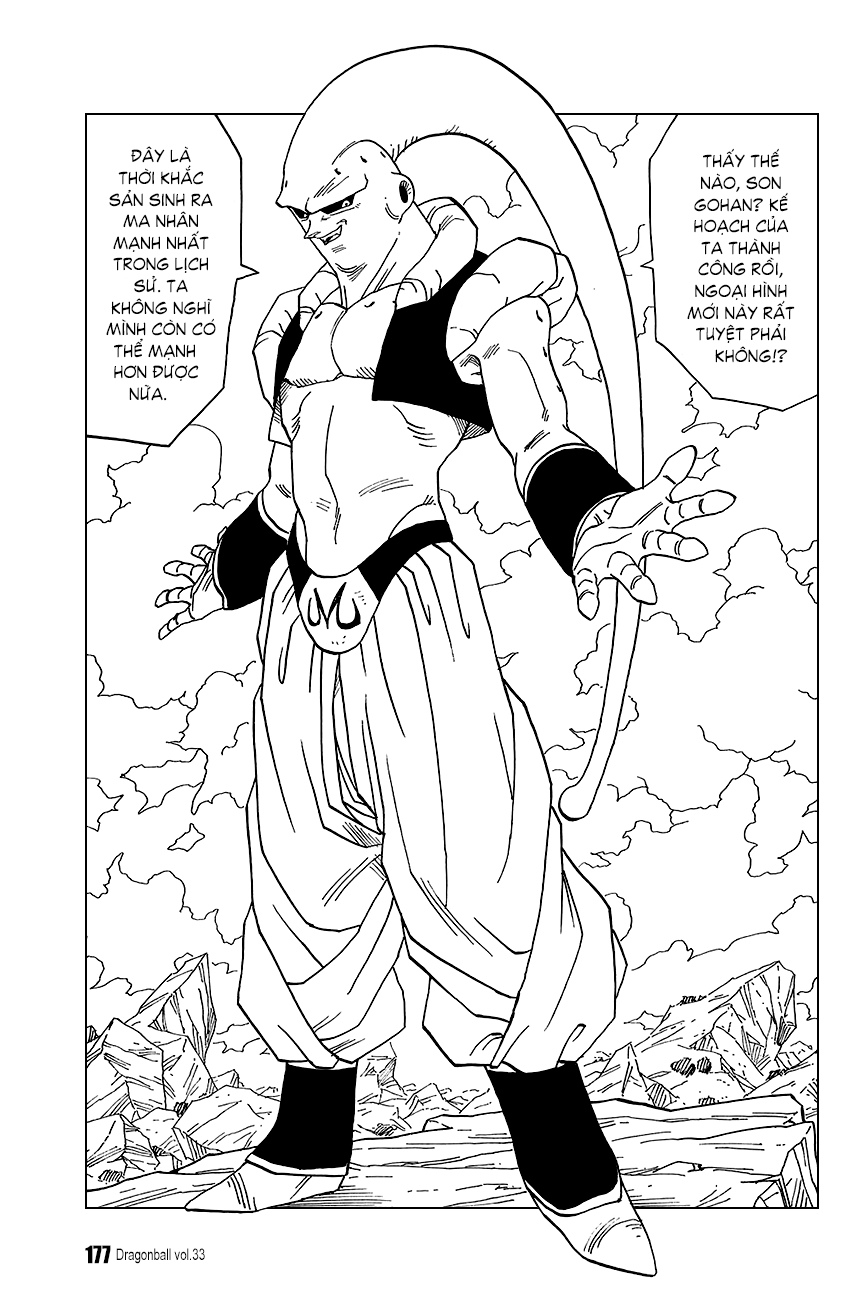 THẤY THẾ
NÀO, SON
GOHAN? KẾ
HOẠCH CỦA
TA THÀNH
CÔNG RỒI,
NGOẠI HÌNH
MỚI NÀY RẤT
TUYỆT PHẢI
KHÔNG!?
ĐÂY LÀ
THỜI KHẮC
SẢN SINH RA
MA NHÂN
MẠNH NHẤT
TRONG LỊCH
SỬ. TA
KHÔNG NGHĨ
MÌNH CÒN CÓ
THỂ MẠNH
HƠN ĐƯỢC
NỮA.
M
177 Dragonball vol.33